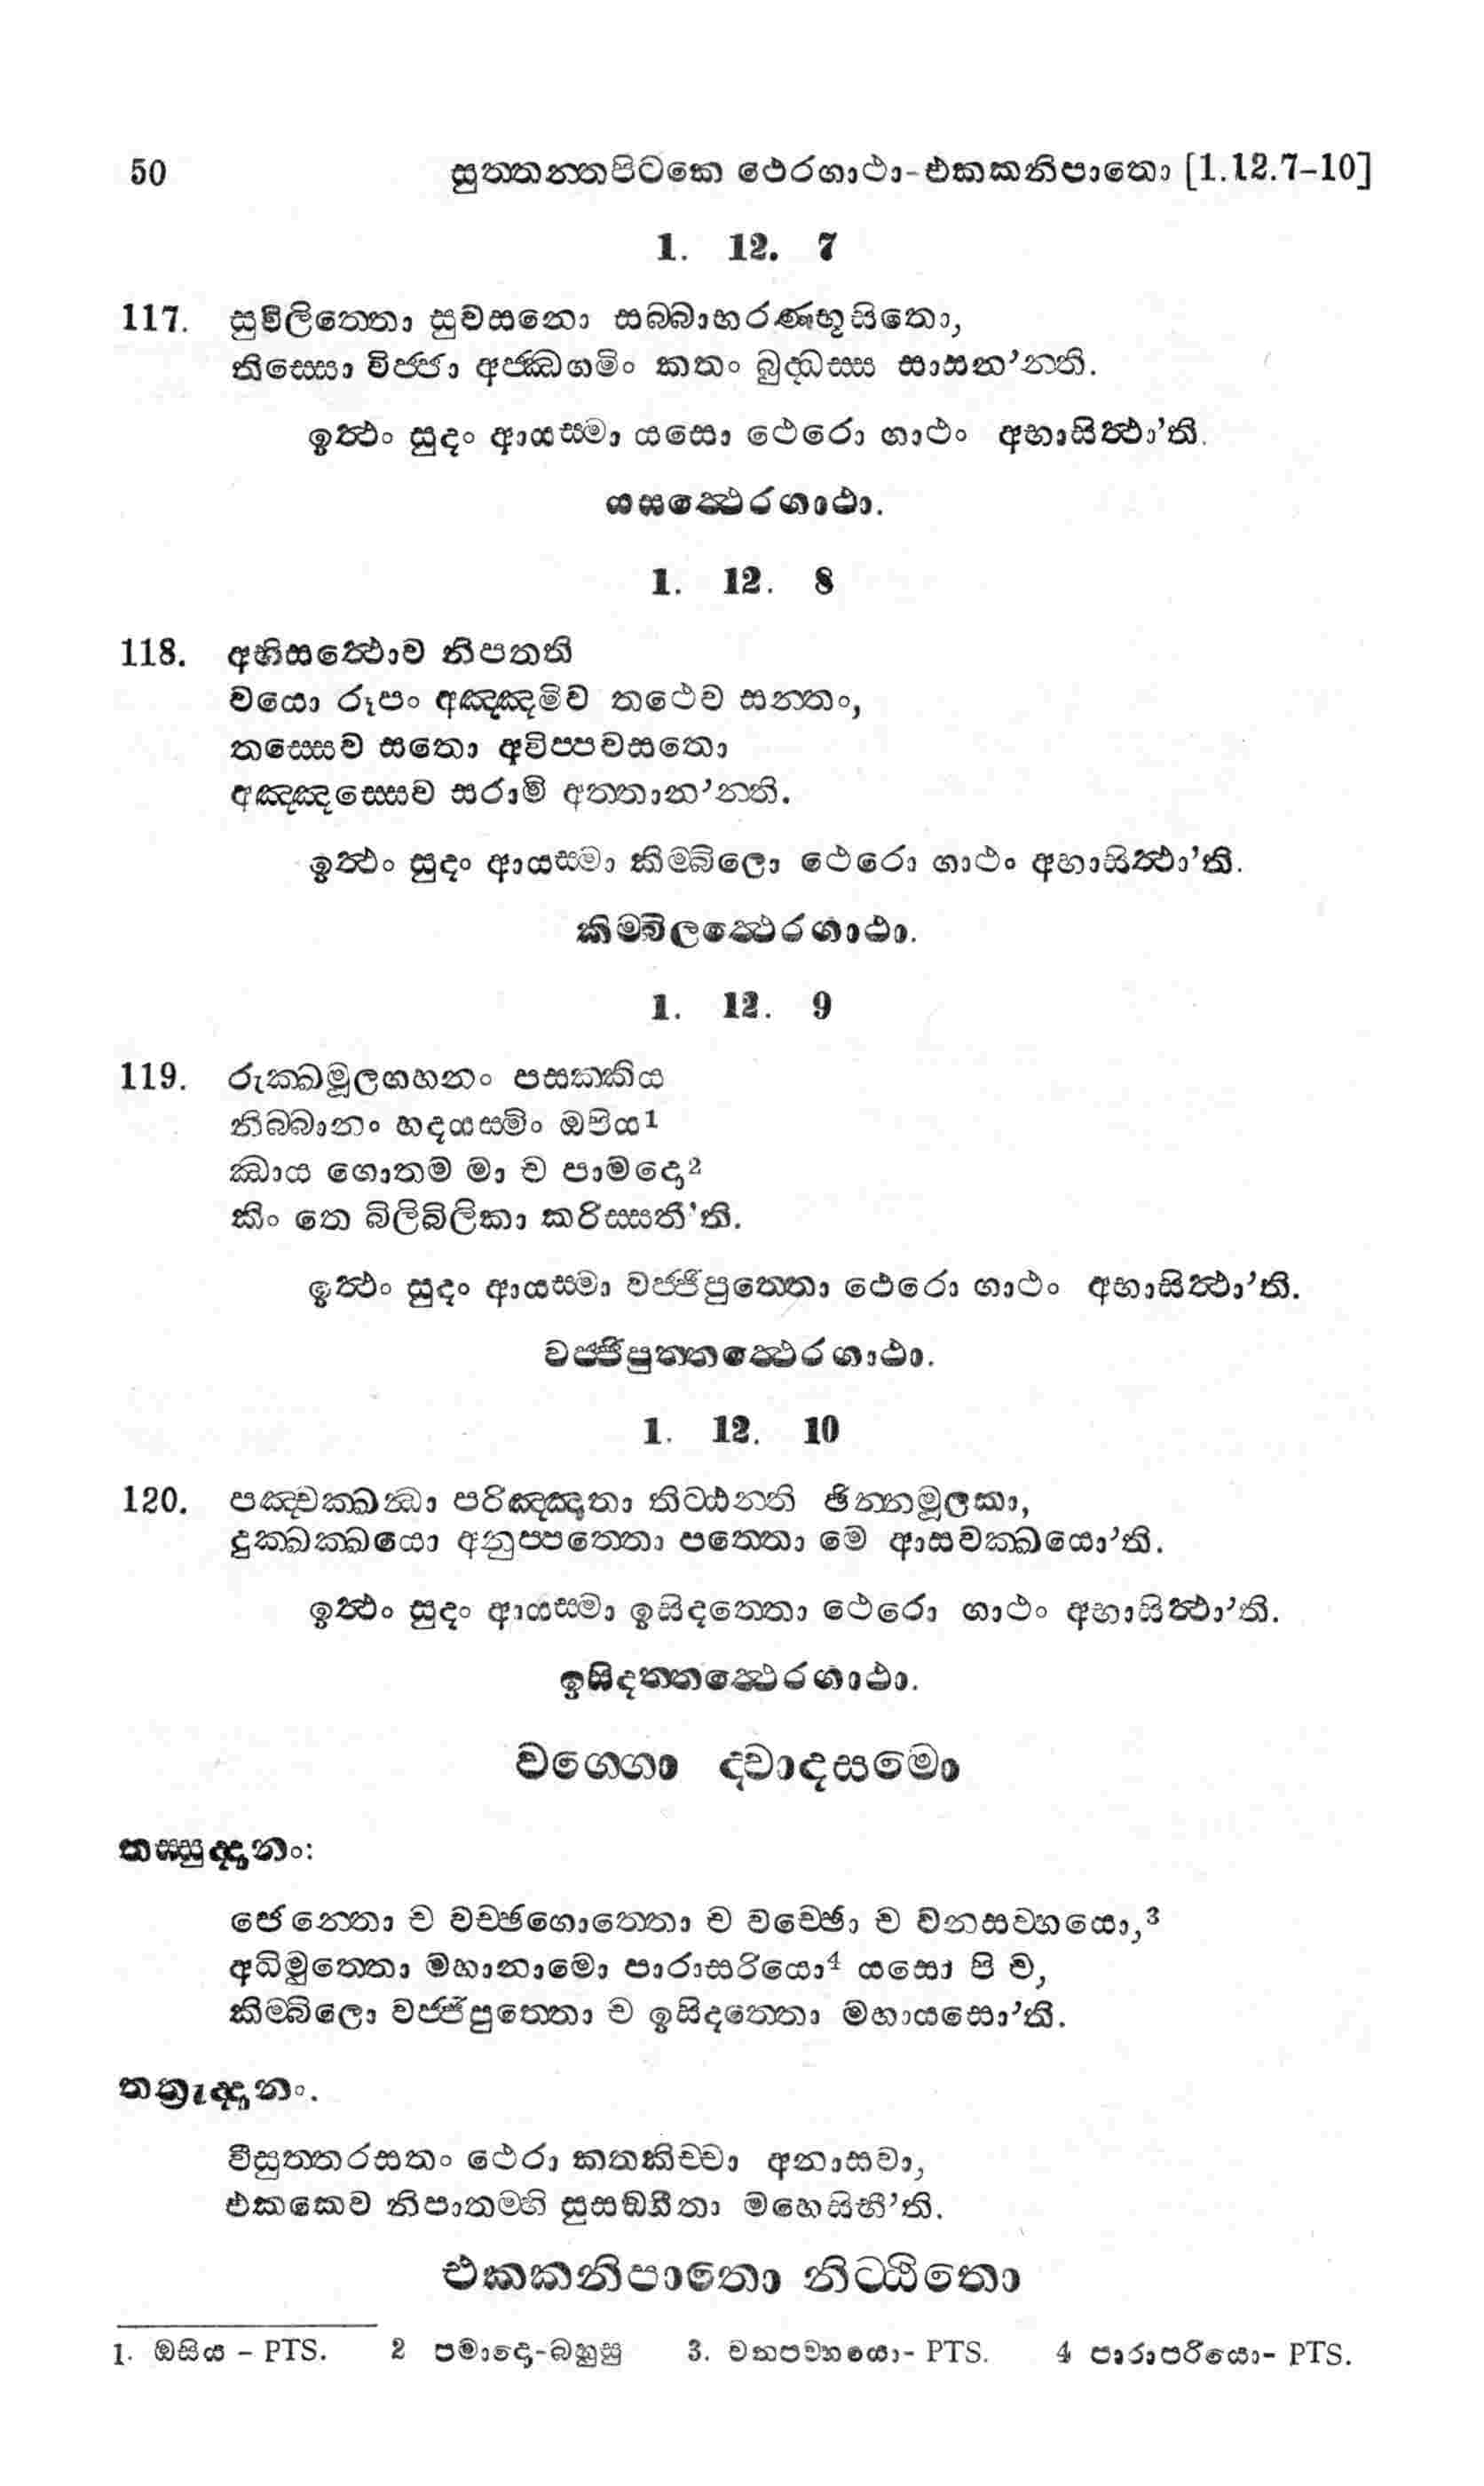 50 සුත්තන්තපිටකෙ ථෙරගාථා-එකකනිපාතො [1.12.7-10]
1. 12. 7
117. සුවිලිත්තො සුවසනො සබ්බාභරණභූසිතො,
තිස්සො විජ්ජා අජ්ඣගමිං කතං බුද්ධස්ස සාසන’න්ති.
ඉත්ථං සුදං ආයස්මා යසො ථෙරො ගාථං අභාසිත්ථා’ති.
යසත්ථෙරගාථා.
1. 12. 8
118. අභිසත්ථොව නිපතති
වයො රූපං අඤ්ඤමිව තථෙව සන්තං,
තස්සෙව සතො අවිප්පවසතො
අඤ්ඤස්සෙව සරාමි අත්තාන’න්ති.
ඉත්ථං සුදං ආයස්මා කිම්බිලො ථෙරො ගාථං අභාසිත්ථා’ති.
කිම්බිලත්ථෙරගාථා.
1. 12. 9
119. රුක්ඛමූලගහනං පසක්කිය
නිබ්බානං හදයස්මිං ඔපිය1
ඣාය ගොතම මා ච පාමදො2
කිං තෙ බිලිබිලිකා කරිස්සතී’ති.
ඉත්ථං සුදං ආයස්මා වජ්ජිපුත්තො ථෙරො ගාථං අභාසිත්ථා’ති.
වජ්ජිපුත්තත්ථෙරගාථා.
1. 12. 10
120. පඤ්චක්ඛන්ධා පරිඤ්ඤාතා තිට්ඨන්ති ඡින්නමූලකා,
දුක්ඛක්ඛයො අනුප්පත්තො පත්තො මෙ ආසවක්ඛයො’ති.
ඉත්ථං සුදං ආයස්මා ඉසිදත්තො ථෙරො ගාථං අභාසිත්ථා’ති.
ඉසිදත්තත්ථෙරගාථා.
වග්ගො ද්වාදසමො
තස්සුද්දානං:
ජෙන්තො ච වච්ඡගොත්තො ච වච්ඡො ච වනසව්හයො,3
අධිමුත්තො මහානාමො පාරාසරියො4 යසො පි ච,
කිම්බිලො වජ්ජිපුත්තො ච ඉසිදත්තො මහායසො’ති.
තත්‍රුද්දානං.
වීසුත්තරසතං ථෙරා කතකිච්චා අනාසවා,
එකකෙව නිපාතම්හි සුසඞ්ගීතා මහෙසිභී’ති.
එකකනිපාතො නිට්ඨිතො
1. ඔසිය - PTS. 2 පමාදො-බහුසු 3. වනපව්හයො- PTS. 4 පාරාපරියො- PTS.